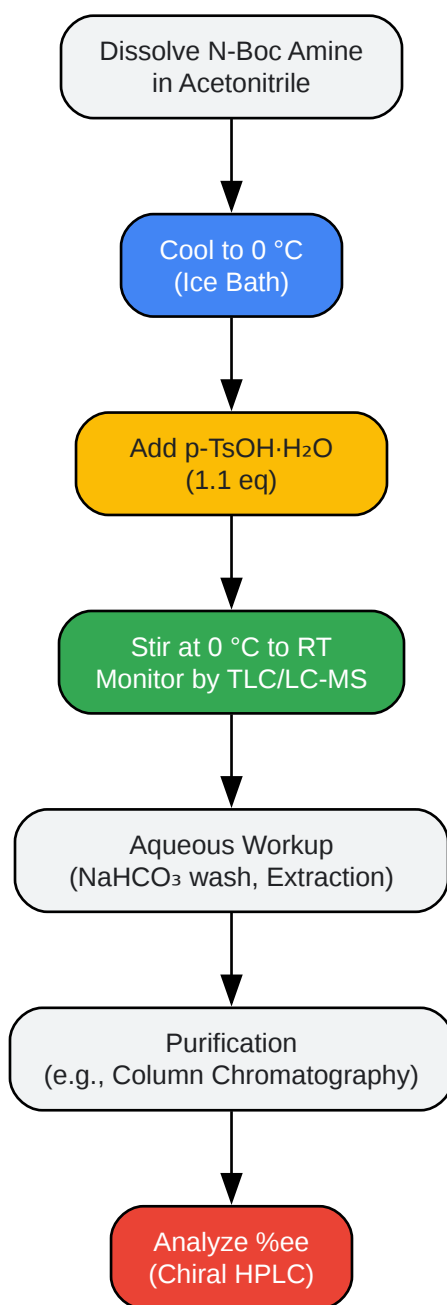 Dissolve N-Boc Amine
in Acetonitrile
Cool to 0 °C
(Ice Bath)
Add p-TsOH·H₂O
(1.1 eq)
Stir at 0 °C to RT
Monitor by TLC/LC-MS
Aqueous Workup
(NaHCO₃ wash, Extraction)
Purification
(e.g., Column Chromatography)
Analyze %ee
(Chiral HPLC)